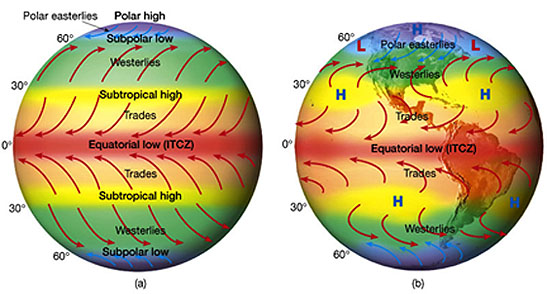 Polar high
Polar easterlies
60°
Subpolar low
Westerlies
30°
Subtropical high
Trades
0°
Equatorial low (ITCZ)
Trades
Subtropical high
30°
Westerlies
60°
Subpolar low
(a)
H
60°
L
Polar easterlies
L
Westerlies
30°
H
H
Trades
0°
Equatorial low (ITCZ)
Trades
H
H
30°
Westerlies
60°
(b)